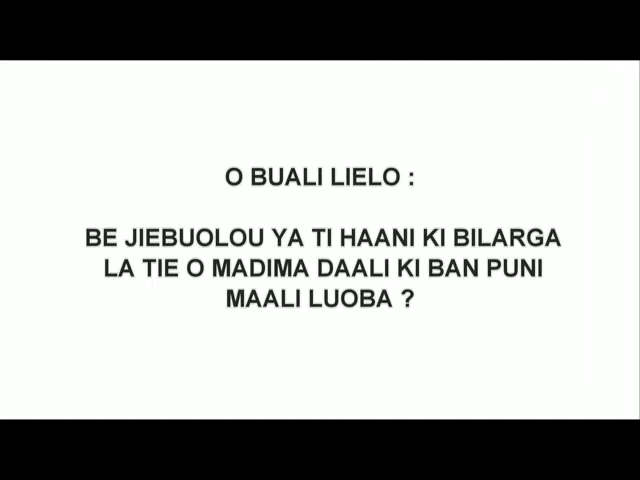 O BUALI LIELO :
BE JIEBUOLOU YA TI HAANI KI BILARGA
LA TIE O MADIMA DAALI KI BAN PUNI
MAALI LUOBA ?